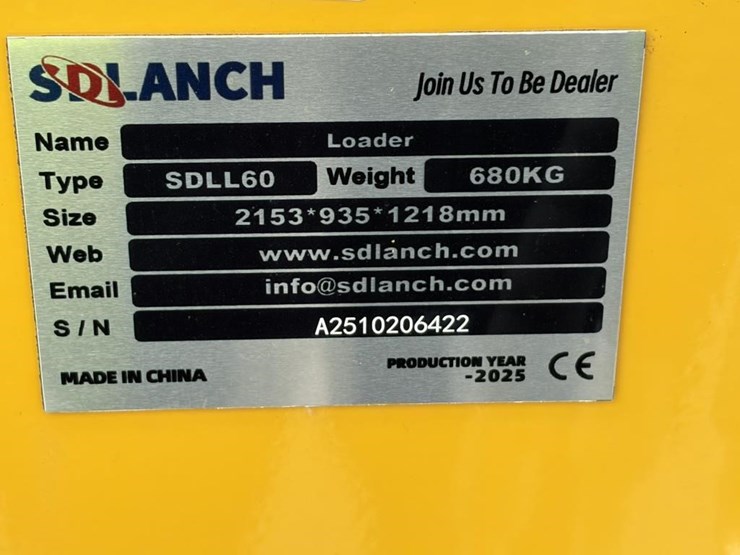 SDLANCH Join Us To Be Dealer
Name Loader
Type SDLL60 Weight 680KG
Size 2153*935*1218mm
Web www.sdlanch.com
Email info@sdlanch.com
S/N A2510206422
MADE IN CHINA PRODUCTION YEAR
-2025 CE